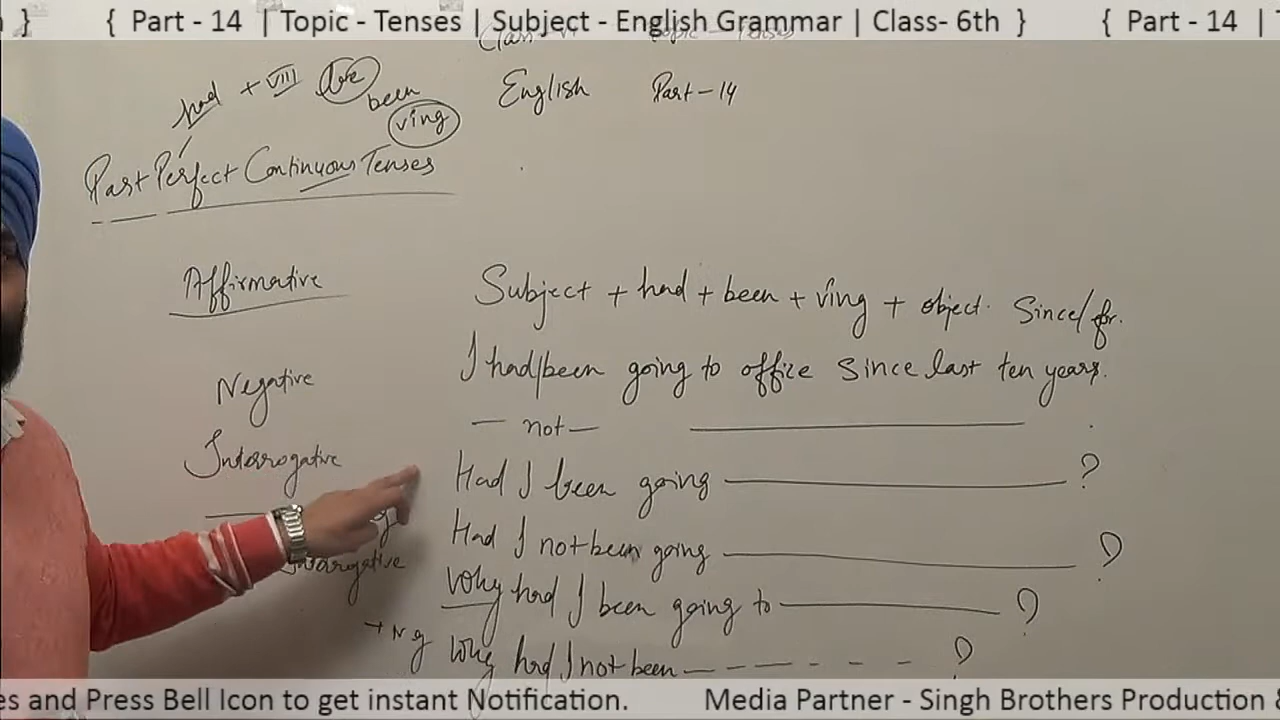 } { Part - 14 | Topic - Tenses | Subject - English Grammar | Class- 6th } { Part - 14 |
English Part - 14
had + VIII be
been
ving
Past Perfect Continuous Tenses
Affirmative
Subject + had + been + ving + object. Since/for.
I had/been going to office since last ten years.
Negative
— not — .
Interrogative
Had I been going ?
Had I not been going ?
Why had I been going to ?
+ Ng Why had I not been — — — — — — ?
es and Press Bell Icon to get instant Notification. Media Partner - Singh Brothers Production &